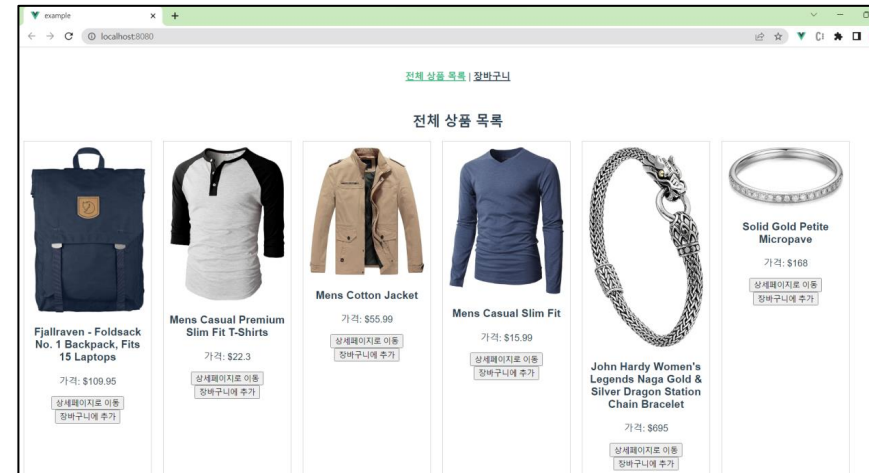 example
localhost:8080
전체 상품 목록 | 장바구니
전체 상품 목록
Fjallraven - Foldsack
No. 1 Backpack, Fits
15 Laptops
가격: $109.95
상세페이지로 이동
장바구니에 추가
Mens Casual Premium
Slim Fit T-Shirts
가격: $22.3
상세페이지로 이동
장바구니에 추가
Mens Cotton Jacket
가격: $55.99
상세페이지로 이동
장바구니에 추가
Mens Casual Slim Fit
가격: $15.99
상세페이지로 이동
장바구니에 추가
John Hardy Women's
Legends Naga Gold &
Silver Dragon Station
Chain Bracelet
가격: $695
상세페이지로 이동
장바구니에 추가
Solid Gold Petite
Micropave
가격: $168
상세페이지로 이동
장바구니에 추가